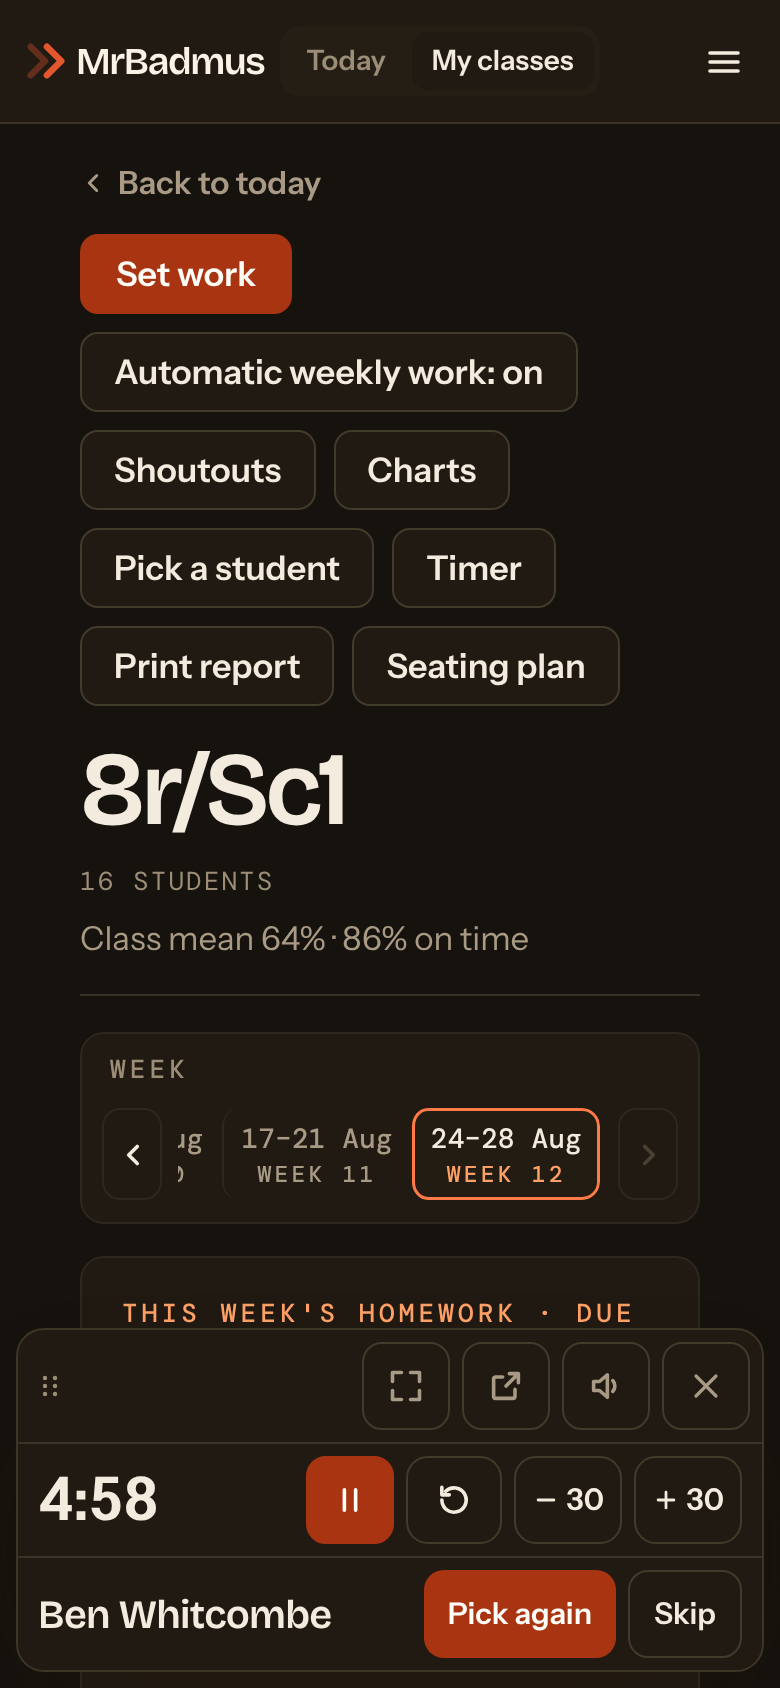 MrBadmus Today My classes
Back to today
Set work
Automatic weekly work: on
Shoutouts Charts
Pick a student Timer
Print report Seating plan
8r/Sc1
16 STUDENTS
Class mean 64% · 86% on time
WEEK
ug 17–21 Aug 24–28 Aug
WEEK 11 WEEK 12
THIS WEEK'S HOMEWORK · DUE
4:58 − 30 + 30
Ben Whitcombe Pick again Skip